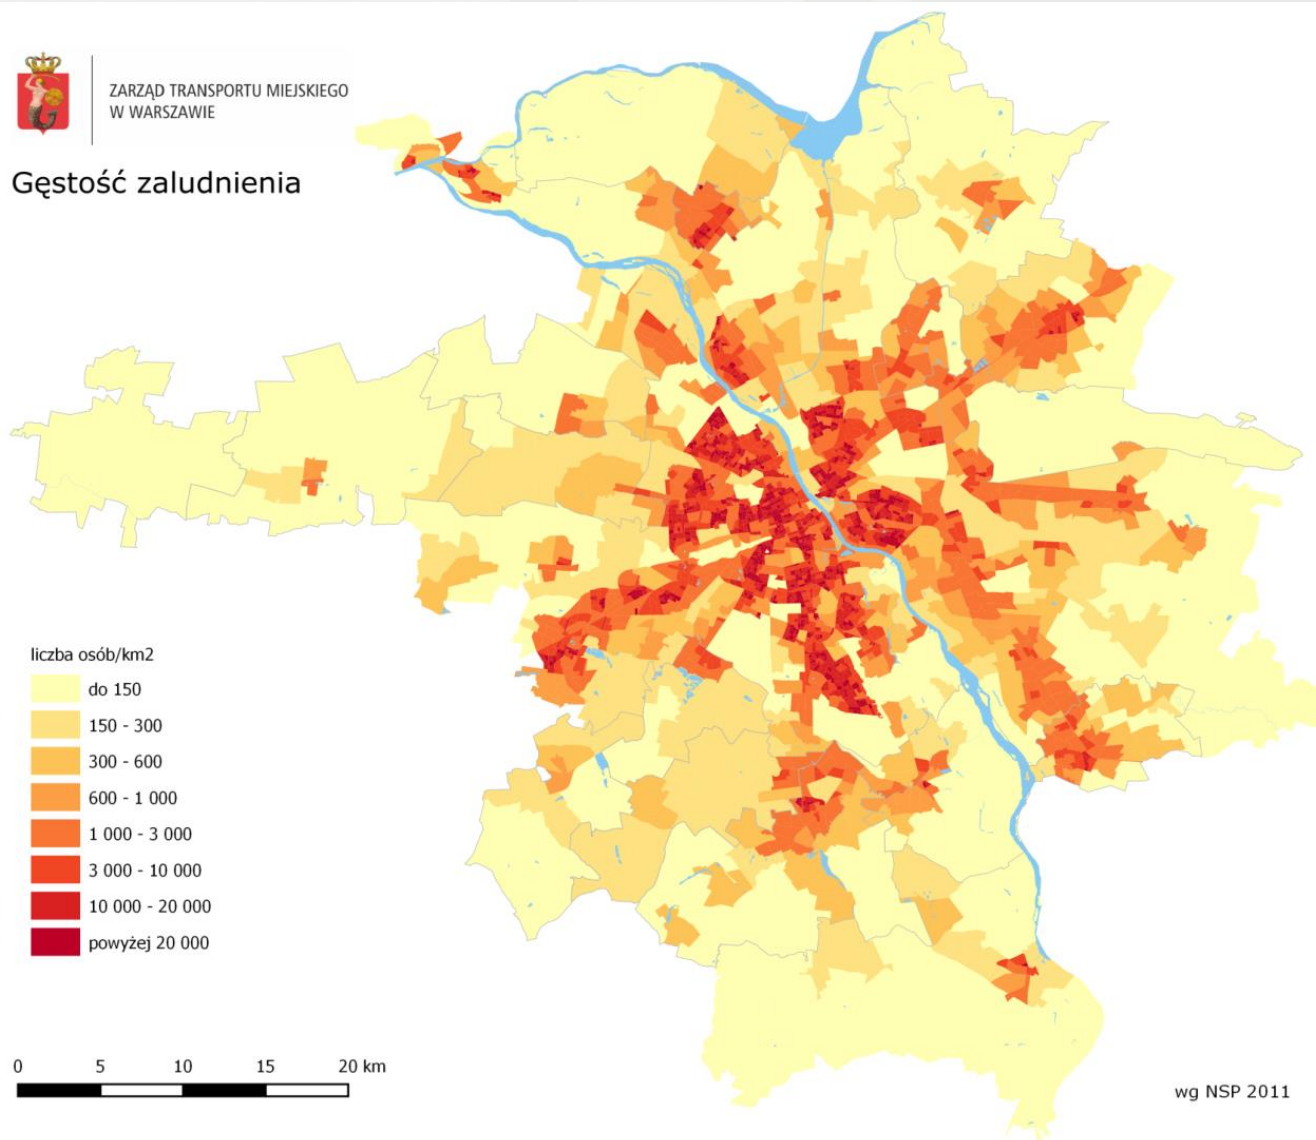 ZARZĄD TRANSPORTU MIEJSKIEGO
W WARSZAWIE
Gęstość zaludnienia
liczba osób/km2
do 150
150 - 300
300 - 600
600 - 1 000
1 000 - 3 000
3 000 - 10 000
10 000 - 20 000
powyżej 20 000
0 5 10 15 20 km
wg NSP 2011